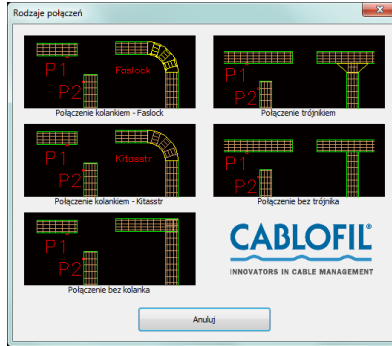 Rodzaje połączeń
P1
P2
Faslock
Połączenie kolankiem - Faslock
P1
P2
Połączenie trójnikiem
P1
P2
Kitasstr
Połączenie kolankiem - Kitasstr
P1
P2
Połączenie bez trójnika
P1
P2
Połączenie bez kolanka
CABLOFIL®
INNOVATORS IN CABLE MANAGEMENT
Anuluj